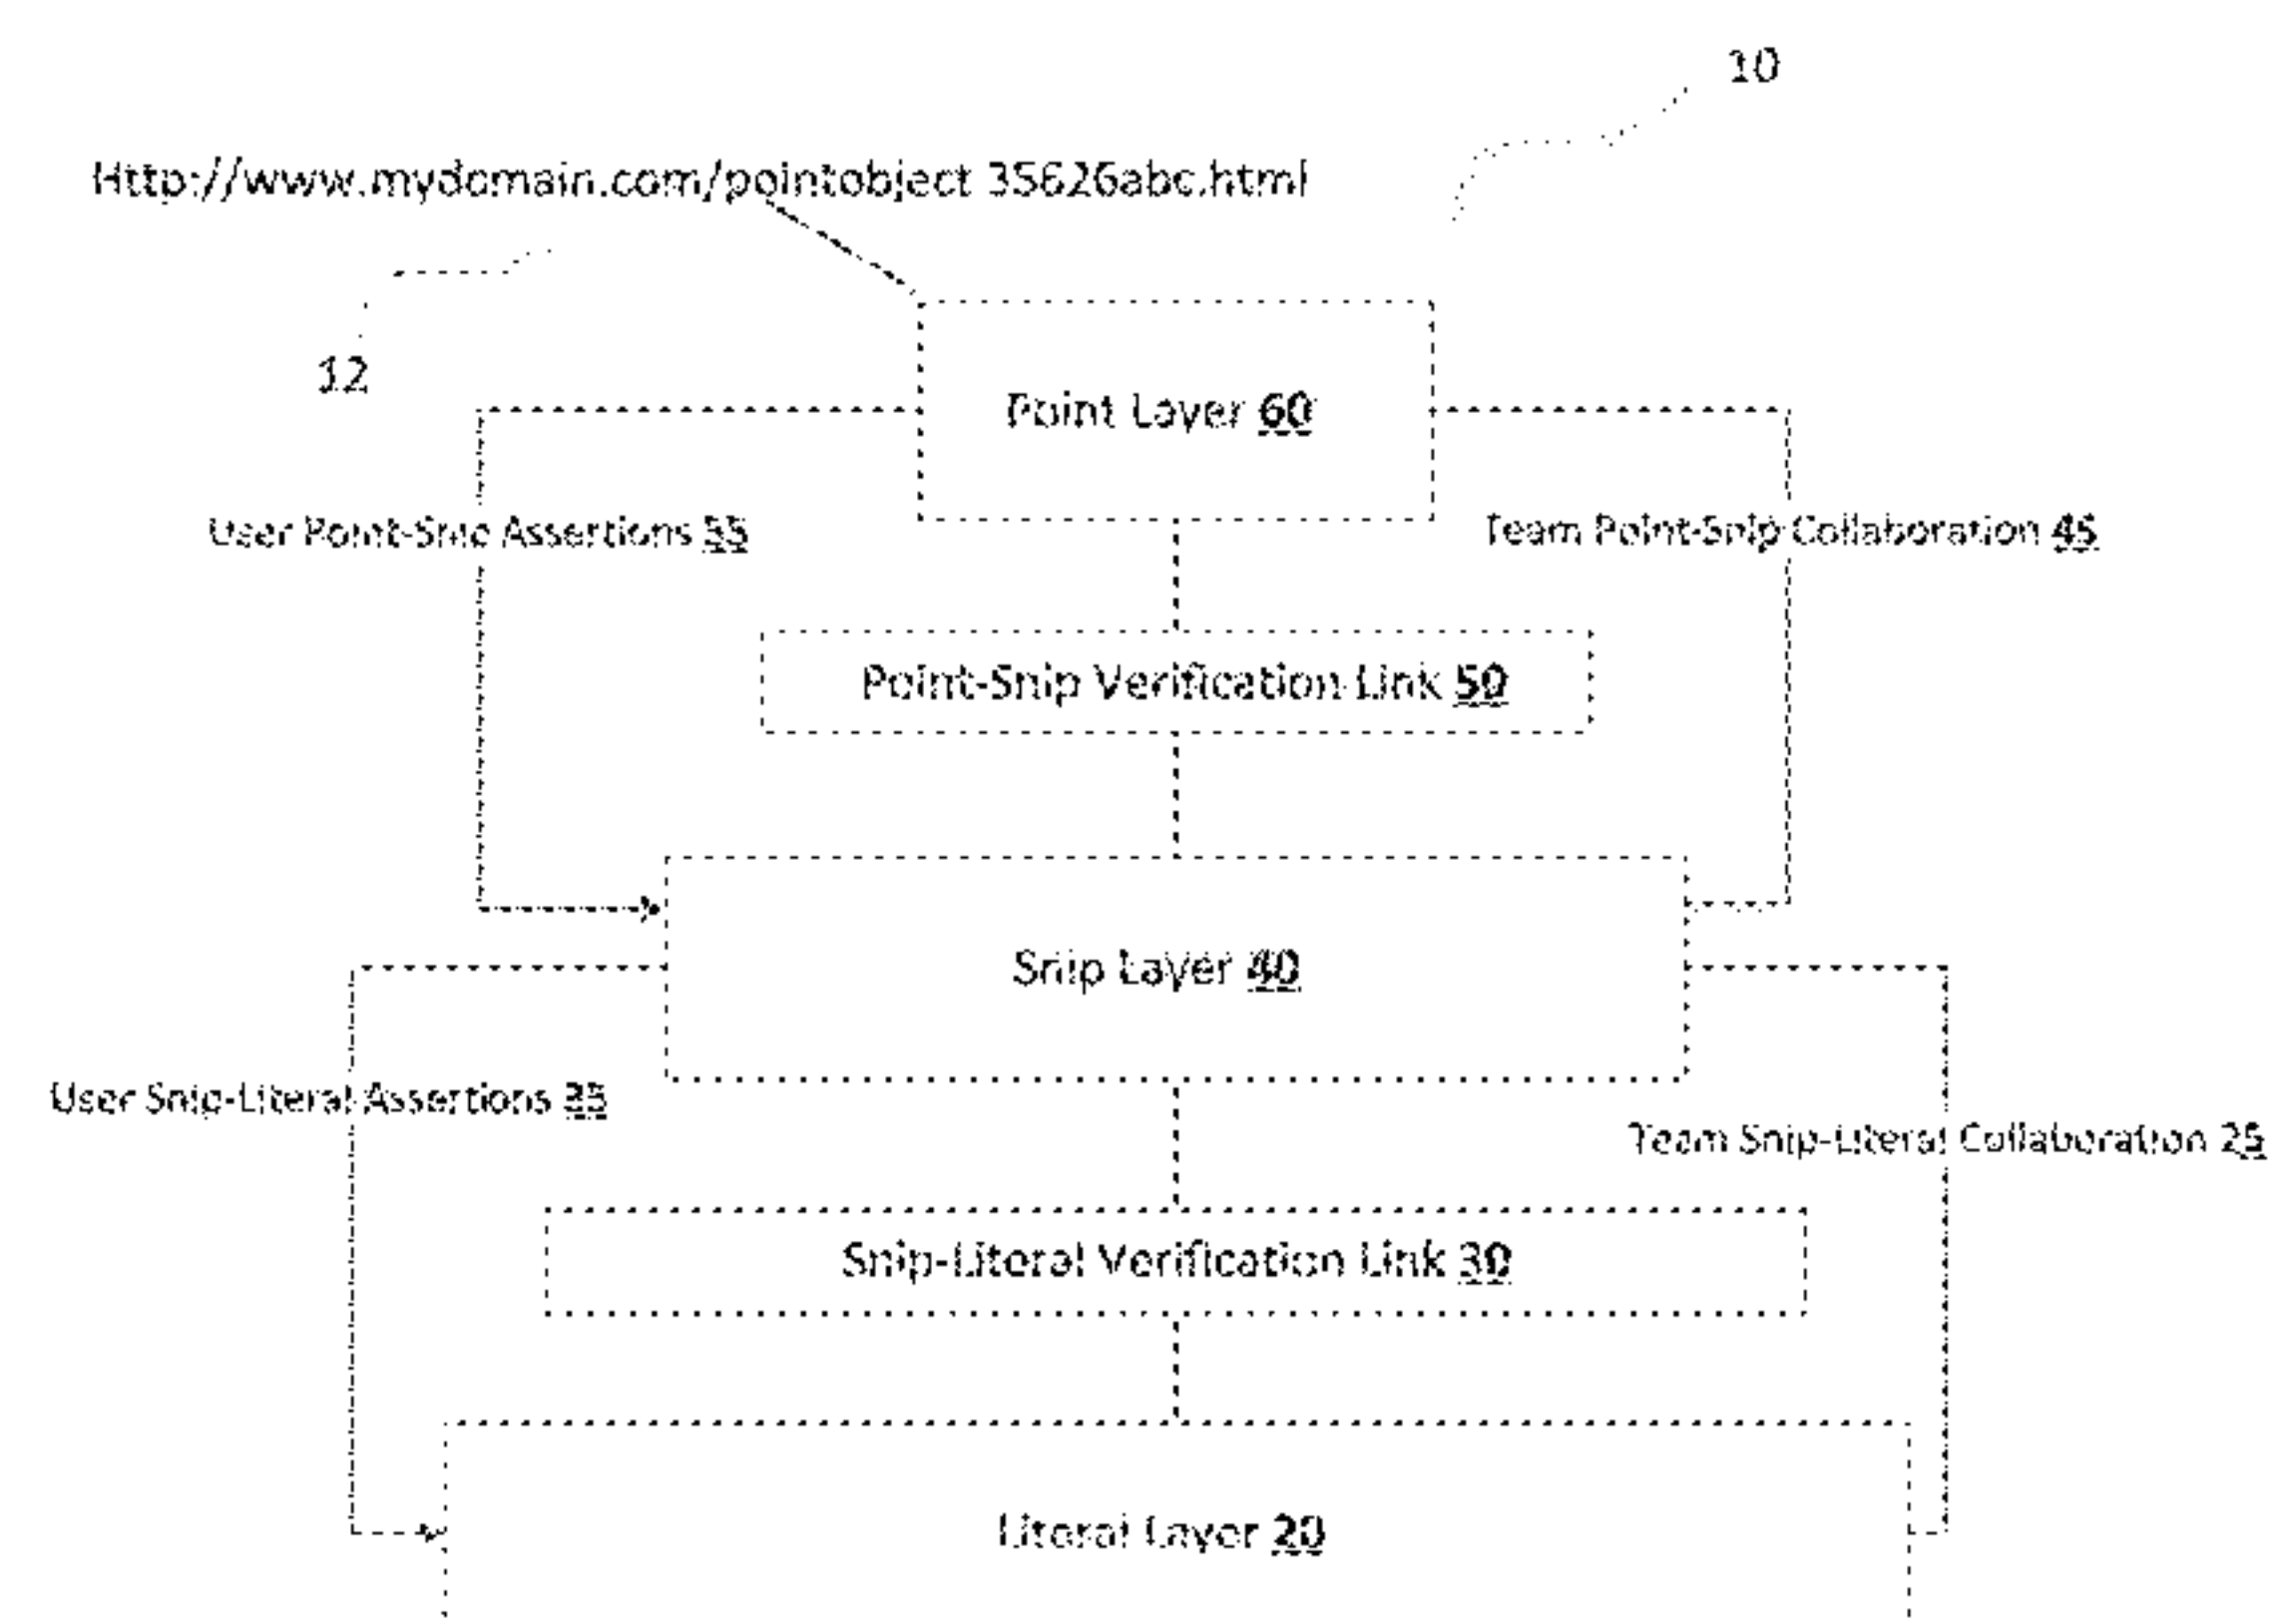 10
Http://www.mydomain.com/pointobject 35626abc.html
12
Point Layer 60
User Point-Snip Assertions 55
Team Point-Snip Collaboration 45
Point-Snip Verification Link 50
Snip Layer 40
User Snip-Literal Assertions 35
Team Snip-Literal Collaboration 25
Snip-Literal Verification Link 30
Literal Layer 20